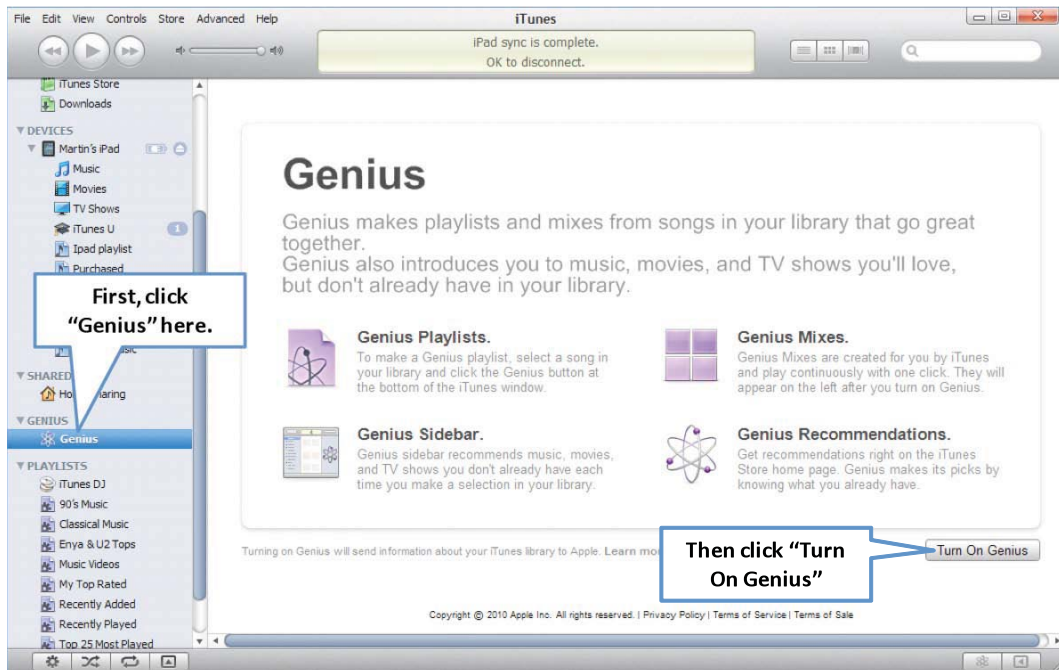 File Edit View Controls Store Advanced Help
iTunes
iPad sync is complete.
OK to disconnect.
iTunes Store
Downloads
DEVICES
Martin's iPad
Music
Movies
TV Shows
iTunes U
1
Ipad playlist
Purchased
First, click
"Genius" here.
SHARED
GENIUS
Genius
PLAYLISTS
iTunes DJ
90's Music
Classical Music
Enya & U2 Tops
Music Videos
My Top Rated
Recently Added
Recently Played
Top 25 Most Played
Genius
Genius makes playlists and mixes from songs in your library that go great
together.
Genius also introduces you to music, movies, and TV shows you'll love,
but don't already have in your library.
Genius Playlists.
To make a Genius playlist, select a song in
your library and click the Genius button at
the bottom of the iTunes window.
Genius Mixes.
Genius Mixes are created for you by iTunes
and play continuously with one click. They will
appear on the left after you turn on Genius.
Genius Sidebar.
Genius sidebar recommends music, movies,
and TV shows you don't already have each
time you make a selection in your library.
Genius Recommendations.
Get recommendations right on the iTunes
Store home page. Genius makes its picks by
knowing what you already have.
Turning on Genius will send information about your iTunes library to Apple. Learn
Then click "Turn
On Genius"
Turn On Genius
Copyright © 2010 Apple Inc. All rights reserved. | Privacy Policy | Terms of Service | Terms of Sale